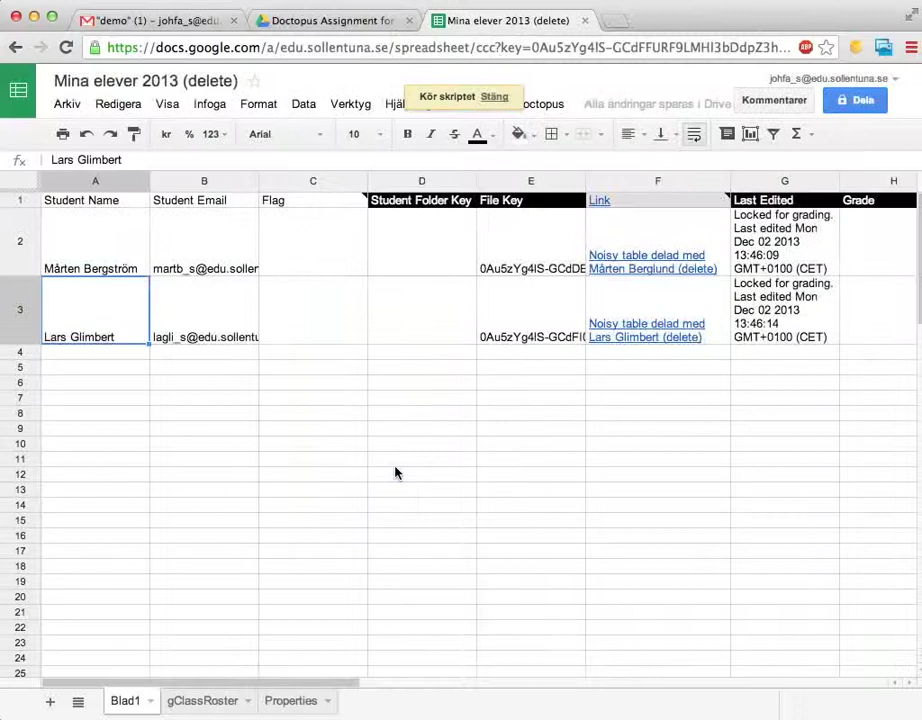 "demo" (1) – johfa_s@edu.
Doctopus Assignment for
Mina elever 2013 (delete)
https://docs.google.com/a/edu.sollentuna.se/spreadsheet/ccc?key=0Au5zYg4lS-GCdFFURF9LMHI3bDdpZ3h...
ABP
Mina elever 2013 (delete)
johfa_s@edu.sollentuna.se
Arkiv Redigera Visa Infoga Format Data Verktyg Hjäl octopus Alla ändringar sparas i Drive
Kör skriptet Stäng
Kommentarer
Dela
kr % 123 Arial 10 B I S A Σ
fx Lars Glimbert
A B C D E F G H
1 Student Name Student Email Flag Student Folder Key File Key Link Last Edited Grade
2 Mårten Bergström martb_s@edu.soller 0Au5zYg4lS-GCdDE
Noisy table delad med
Mårten Berglund (delete)
Locked for grading.
Last edited Mon
Dec 02 2013
13:46:09
GMT+0100 (CET)
3 Lars Glimbert lagli_s@edu.sollentu 0Au5zYg4lS-GCdFI
Noisy table delad med
Lars Glimbert (delete)
Locked for grading.
Last edited Mon
Dec 02 2013
13:46:14
GMT+0100 (CET)
4
5
6
7
8
9
10
11
12
13
14
15
16
17
18
19
20
21
22
23
24
25
Blad1 gClassRoster Properties